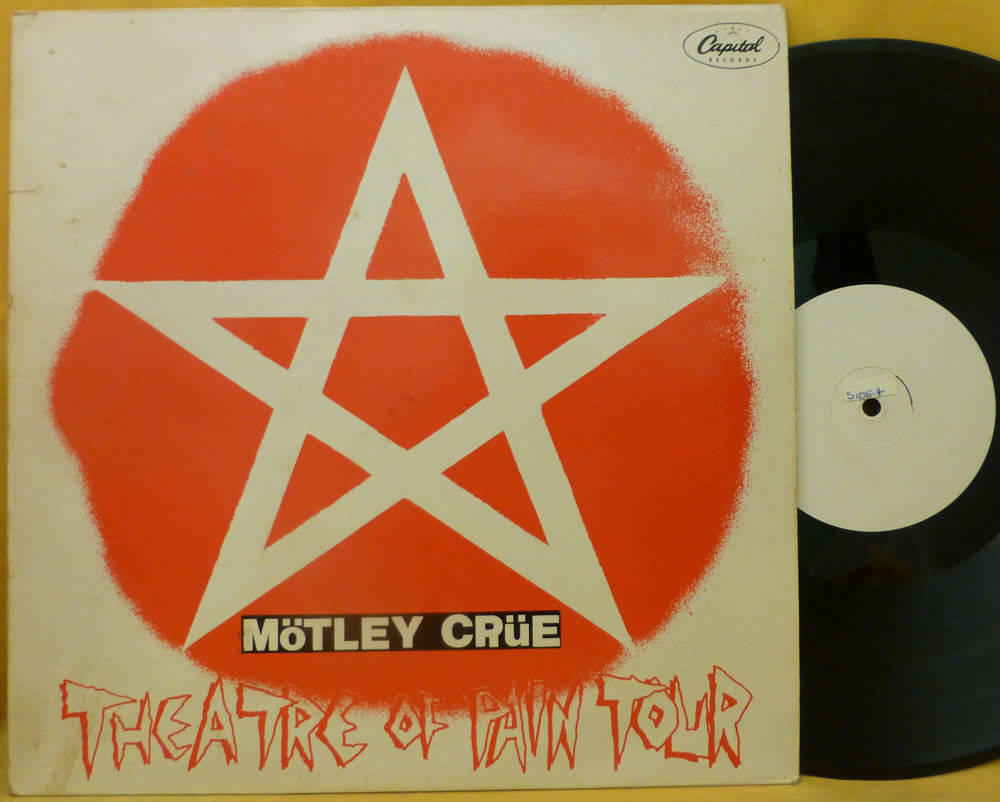 Capitol
RECORDS
SIDE-4
MöTLEY CRüE
THEATRE OF PAIN TOUR